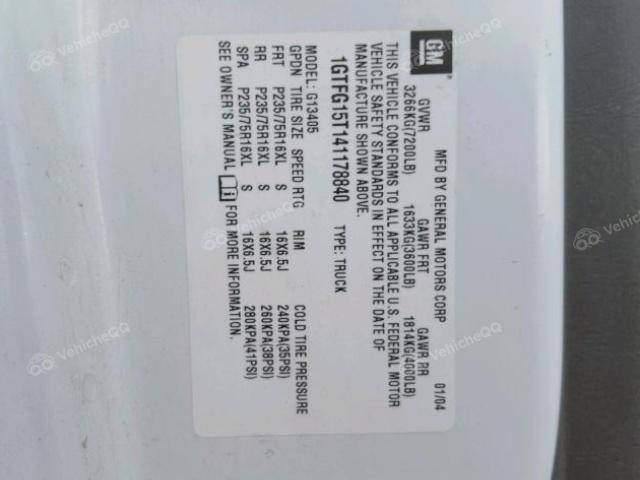 GM ®
MFD BY GENERAL MOTORS CORP 01/04
GVWR GAWR FRT GAWR RR
3266KG(7200LB) 1633KG(3600LB) 1814KG(4000LB)
THIS VEHICLE CONFORMS TO ALL APPLICABLE U.S. FEDERAL MOTOR
VEHICLE SAFETY STANDARDS IN EFFECT ON THE DATE OF
MANUFACTURE SHOWN ABOVE.
1GTFG15T141178840 TYPE: TRUCK
MODEL: G13405
GPDN TIRE SIZE SPEED RTG RIM COLD TIRE PRESSURE
FRT P235/75R16XL S 16X6.5J 240KPA(35PSI)
RR P235/75R16XL S 16X6.5J 260KPA(38PSI)
SPA P235/75R16XL S 16X6.5J 280KPA(41PSI)
SEE OWNER'S MANUAL FOR MORE INFORMATION.
VehicleQQ
VehicleQQ
VehicleQQ
VehicleQQ
VehicleQQ
VehicleQQ
VehicleQQ
VehicleQQ
VehicleQQ